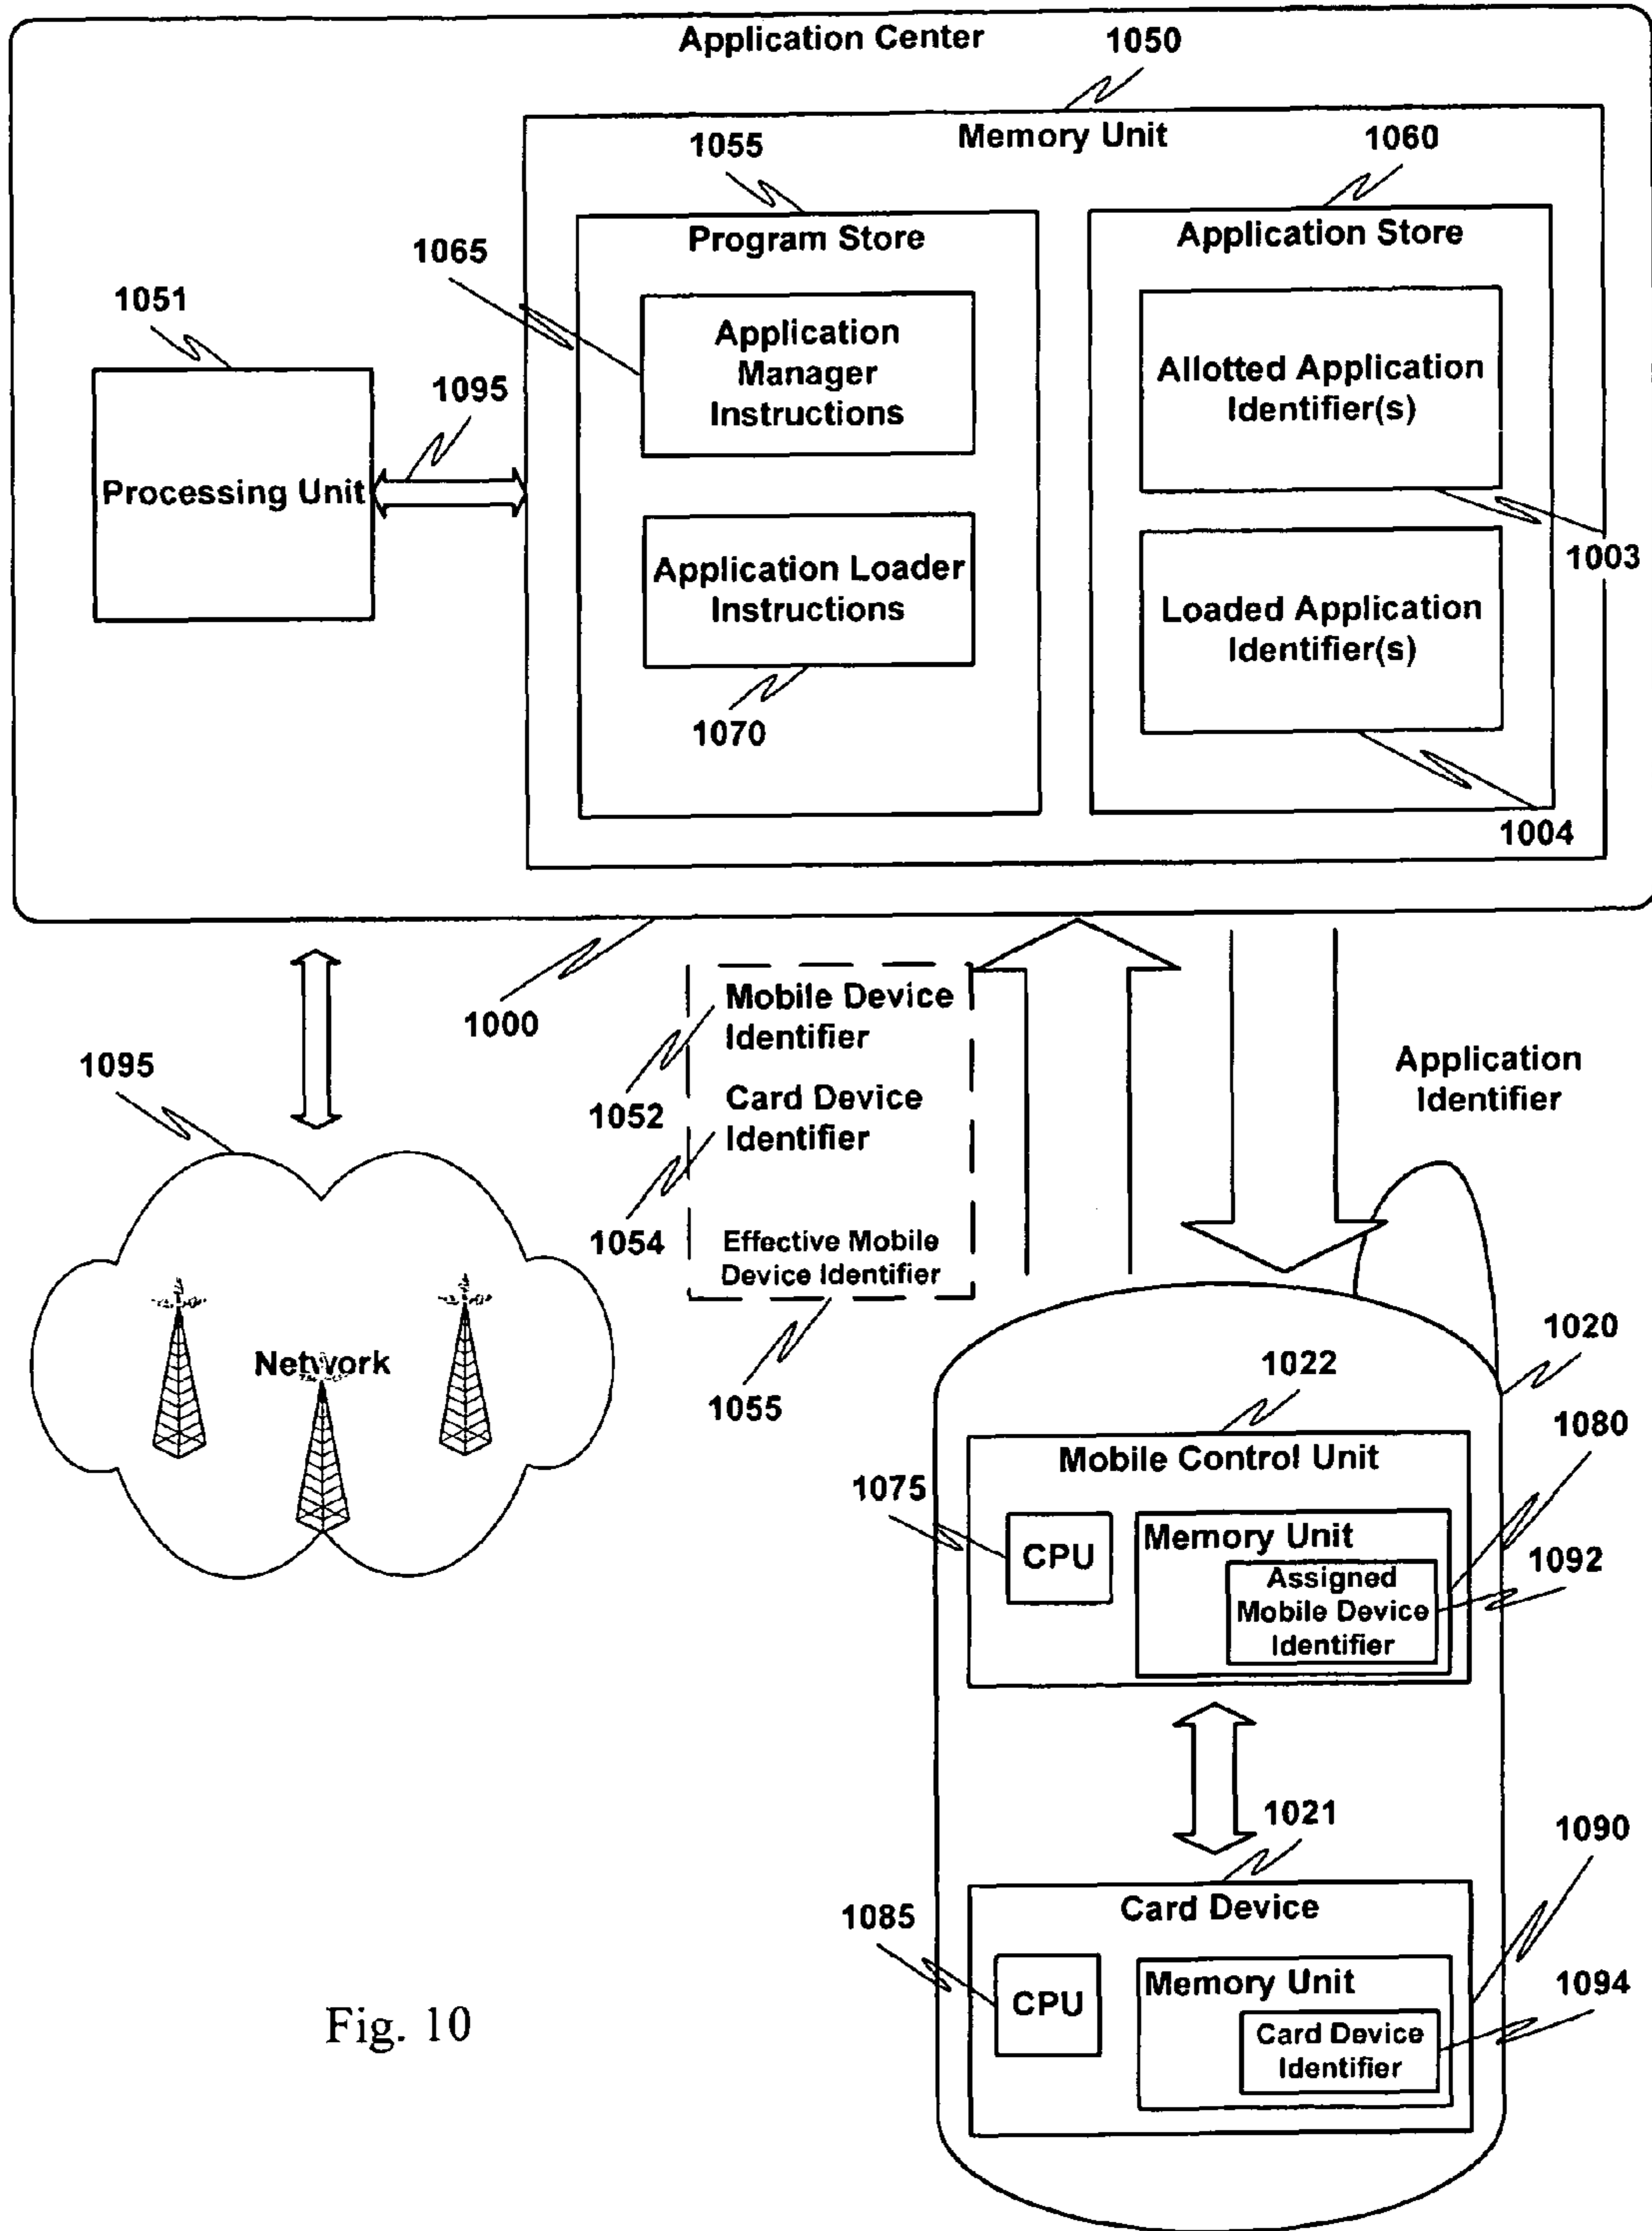 Application Center
1050
Memory Unit
1055
1060
Program Store
Application Store
1065
1051
Application
Manager
Instructions
Allotted Application
Identifier(s)
1095
Processing Unit
1003
Application Loader
Instructions
Loaded Application
Identifier(s)
1070
1004
1000
Mobile Device
Identifier
1052
Card Device
Identifier
1054
Effective Mobile
Device Identifier
1055
Application
Identifier
1095
Network
1020
1022
1080
Mobile Control Unit
1075
CPU
Memory Unit
1092
Assigned
Mobile Device
Identifier
1021
1090
Card Device
1085
CPU
Memory Unit
1094
Card Device
Identifier
Fig. 10